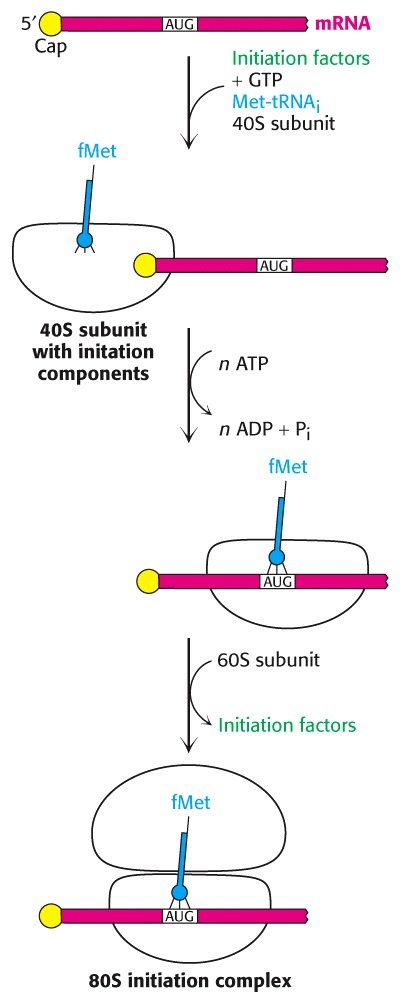 5′ AUG mRNA
Cap
Initiation factors
+ GTP
Met-tRNAi
40S subunit
fMet
AUG
40S subunit
with initation
components
n ATP
n ADP + Pi
fMet
AUG
60S subunit
Initiation factors
fMet
AUG
80S initiation complex